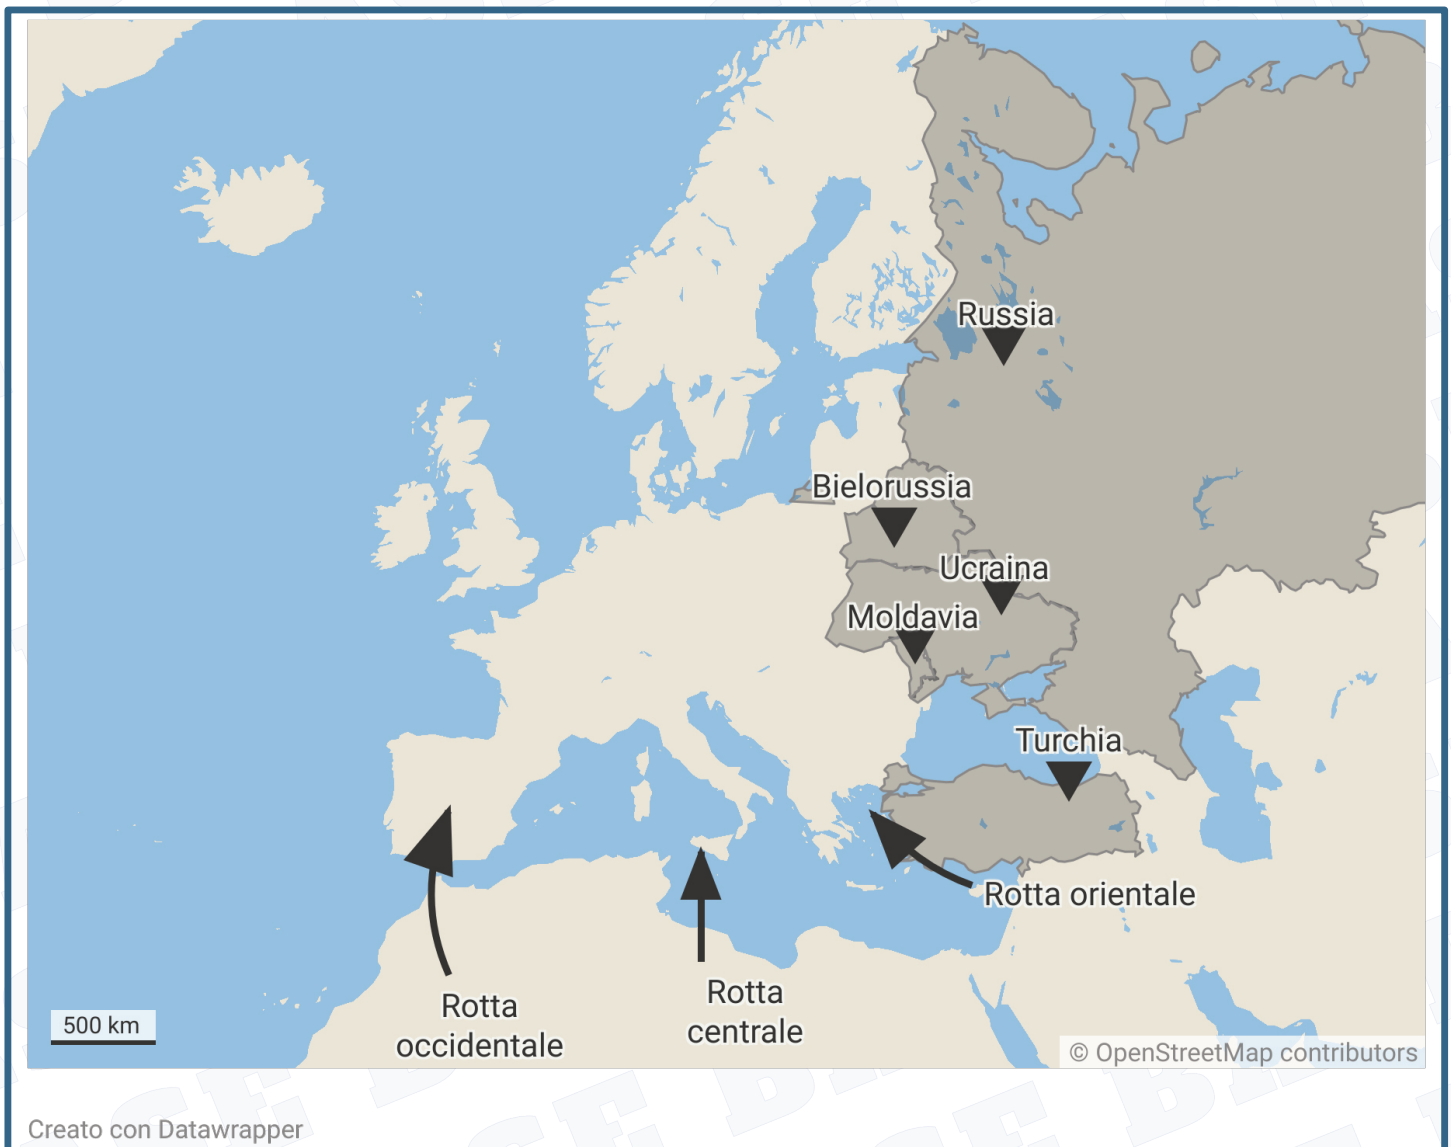 Russia
Bielorussia
Ucraina
Moldavia
Turchia
Rotta orientale
Rotta
occidentale
Rotta
centrale
500 km
© OpenStreetMap contributors
Creato con Datawrapper